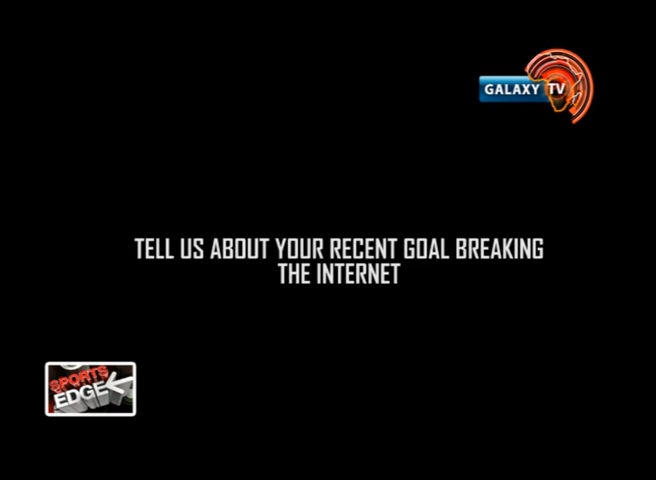 GALAXY TV
TELL US ABOUT YOUR RECENT GOAL BREAKING
THE INTERNET
SPORTS
EDGE